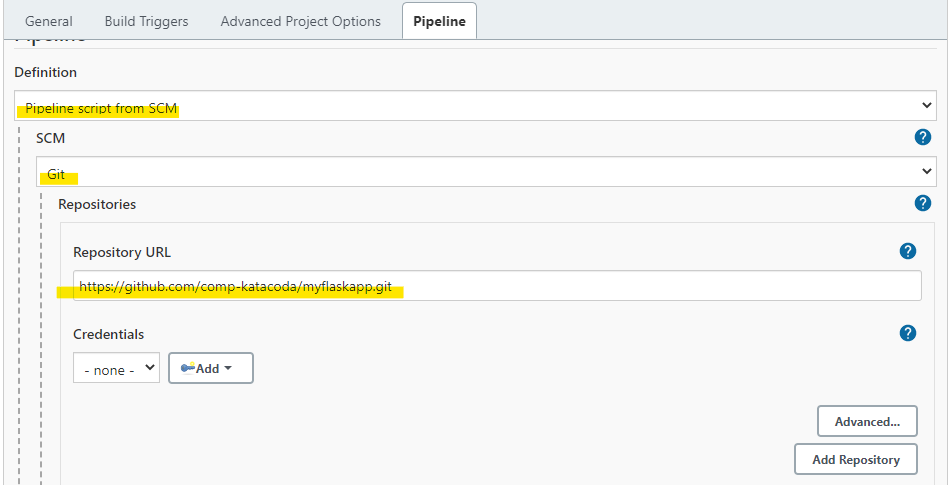 General Build Triggers Advanced Project Options Pipeline
Pipeline
Definition
Pipeline script from SCM
SCM
?
Git
Repositories
?
Repository URL
?
https://github.com/comp-katacoda/myflaskapp.git
Credentials
?
- none - Add
Advanced...
Add Repository